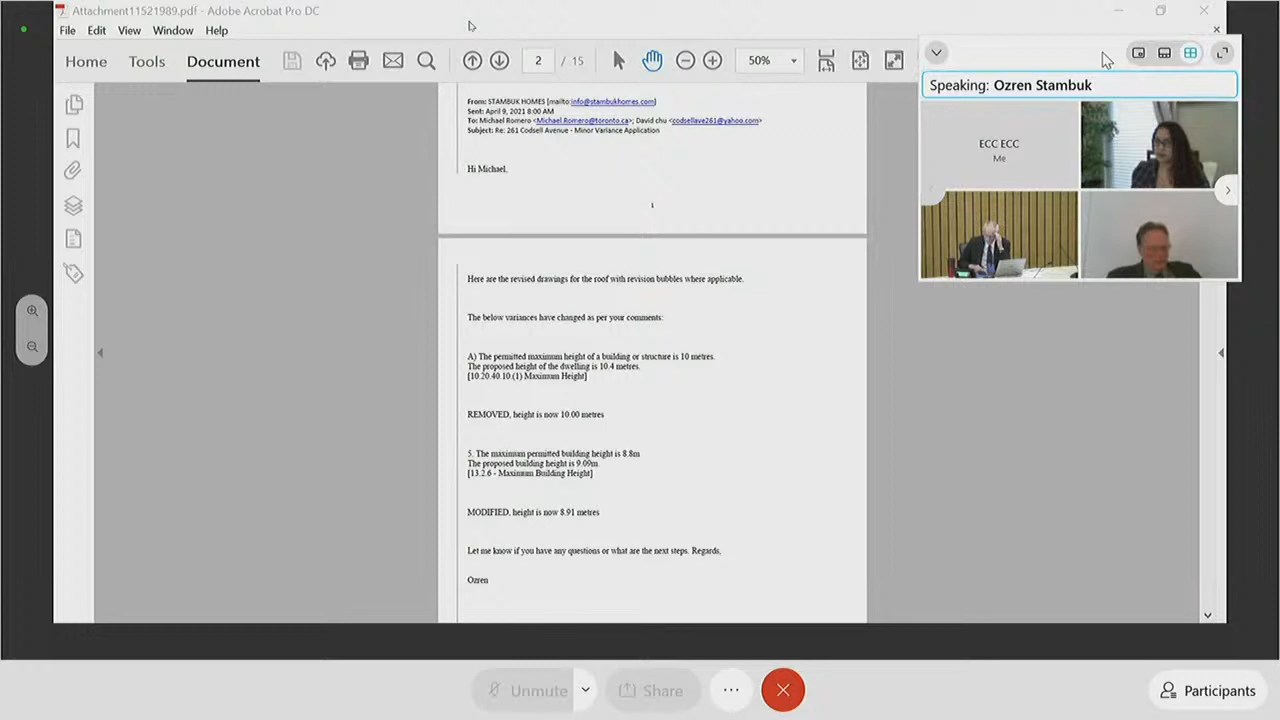 Attachment11521989.pdf - Adobe Acrobat Pro DC
File Edit View Window Help
Home Tools Document 2 / 15 50%
Speaking: Ozren Stambuk
ECC ECC
Me
From: STAMBUK HOMES [mailto:info@stambukhomes.com]
Sent: April 9, 2021 8:00 AM
To: Michael Romero <Michael.Romero@toronto.ca>; David chu <codsellave261@yahoo.com>
Subject: Re: 261 Codsell Avenue - Minor Variance Application
Hi Michael,
1
Here are the revised drawings for the roof with revision bubbles where applicable.
The below variances have changed as per your comments:
A) The permitted maximum height of a building or structure is 10 metres.
The proposed height of the dwelling is 10.4 metres.
[10.20.40.10.(1) Maximum Height]
REMOVED, height is now 10.00 metres
5. The maximum permitted building height is 8.8m
The proposed building height is 9.09m
[13.2.6 - Maximum Building Height]
MODIFIED, height is now 8.91 metres
Let me know if you have any questions or what are the next steps. Regards,
Ozren
Unmute Share ... Participants